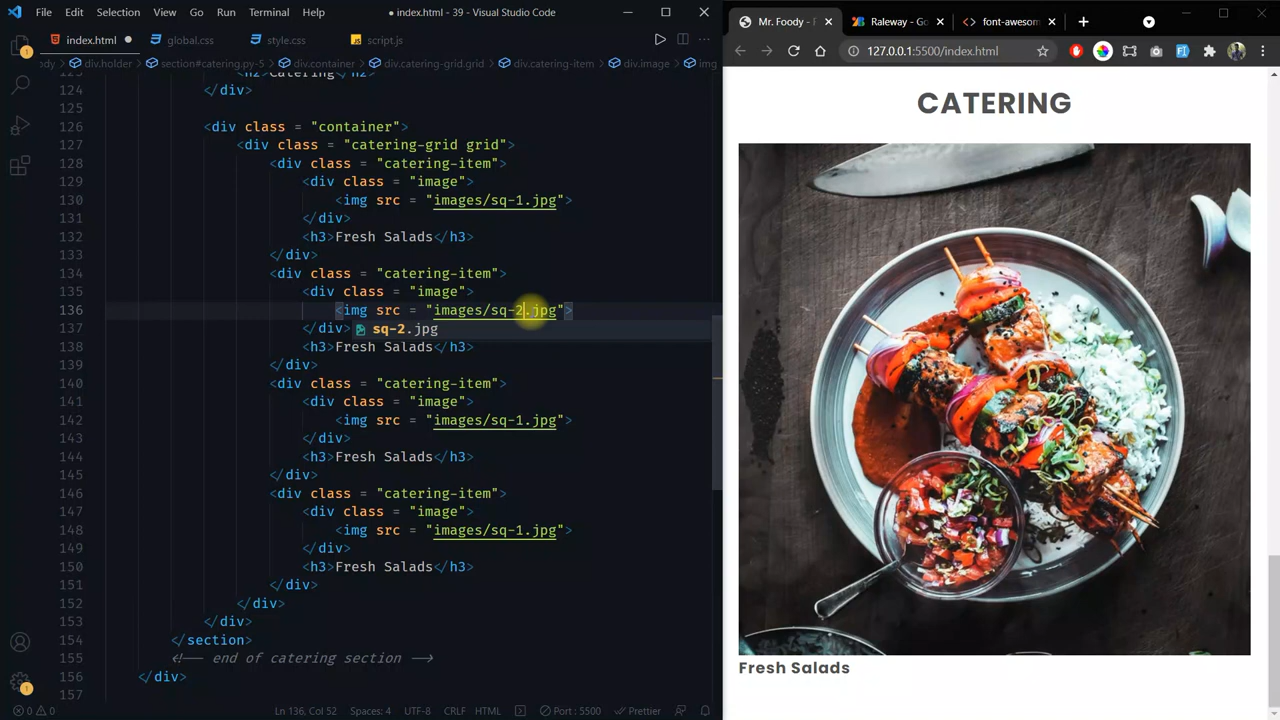 File Edit Selection View Go Run Terminal Help
● index.html - 39 - Visual Studio Code
index.html ●
global.css
style.css
script.js
div.holder
section#catering.py-5
div.container
div.catering-grid.grid
div.catering-item
div.image
img
124 </div>
125
126 <div class = "container">
127 <div class = "catering-grid grid">
128 <div class = "catering-item">
129 <div class = "image">
130 <img src = "images/sq-1.jpg">
131 </div>
132 <h3>Fresh Salads</h3>
133 </div>
134 <div class = "catering-item">
135 <div class = "image">
136 <img src = "images/sq-2.jpg">
137 </div>
sq-2.jpg
138 <h3>Fresh Salads</h3>
139 </div>
140 <div class = "catering-item">
141 <div class = "image">
142 <img src = "images/sq-1.jpg">
143 </div>
144 <h3>Fresh Salads</h3>
145 </div>
146 <div class = "catering-item">
147 <div class = "image">
148 <img src = "images/sq-1.jpg">
149 </div>
150 <h3>Fresh Salads</h3>
151 </div>
152 </div>
153 </div>
154 </section>
155 <!-- end of catering section -->
156 </div>
157
0 0
Ln 136, Col 52
Spaces: 4
UTF-8
CRLF
HTML
Port : 5500
Prettier
Mr. Foody - F
Raleway - Go
font-awesom
127.0.0.1:5500/index.html
CATERING
Fresh Salads